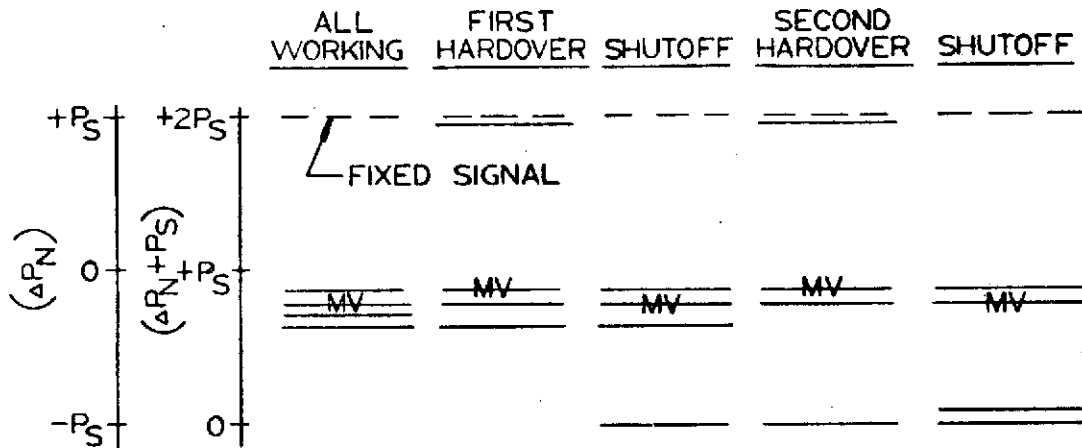 ALL WORKING
FIRST HARDOVER
SHUTOFF
SECOND HARDOVER
SHUTOFF
+PS
+2PS
FIXED SIGNAL
(ΔPN)
(ΔPN+PS)
0
+PS
MV
MV
MV
MV
MV
-PS
0